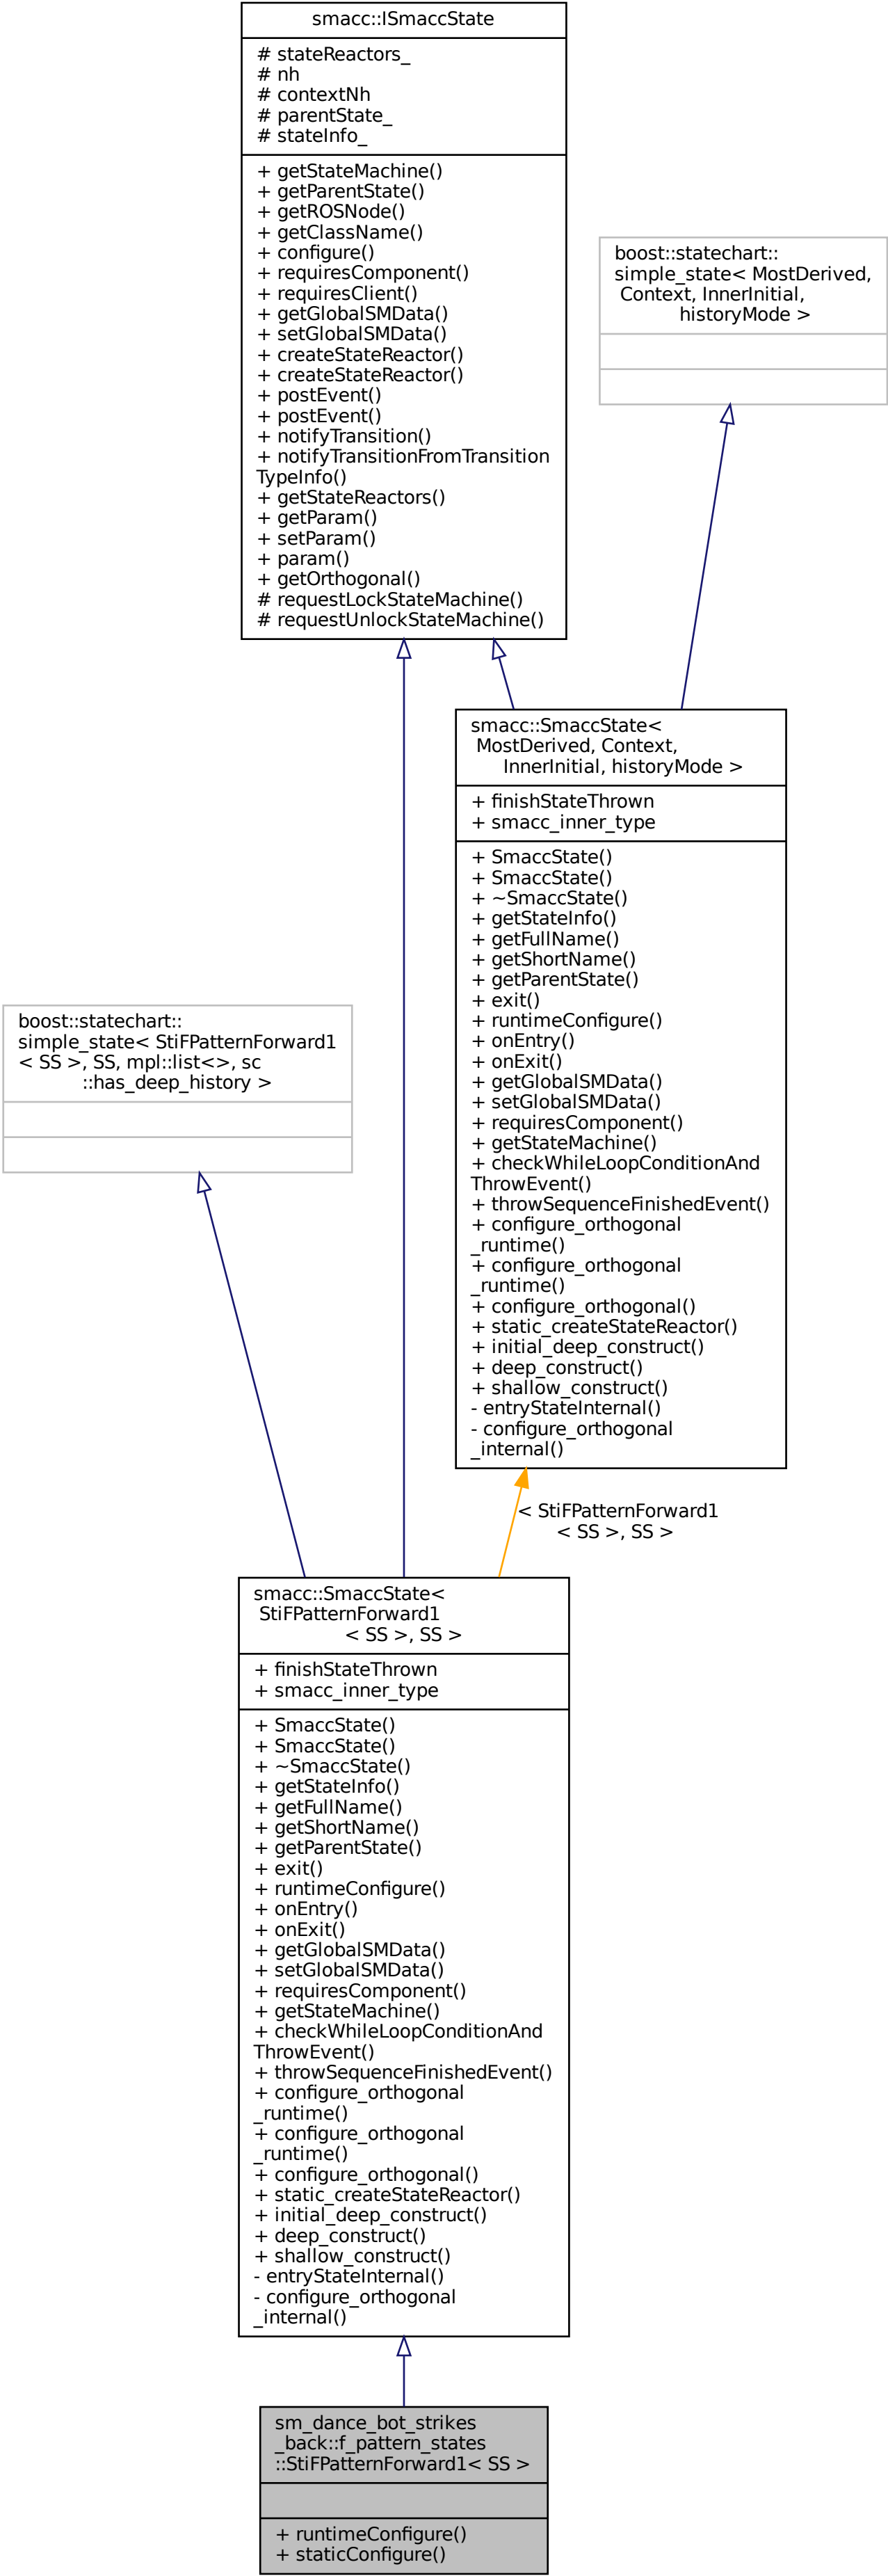 smacc::ISmaccState
# stateReactors_
# nh
# contextNh
# parentState_
# stateInfo_
+ getStateMachine()
+ getParentState()
+ getROSNode()
+ getClassName()
+ configure()
+ requiresComponent()
+ requiresClient()
+ getGlobalSMData()
+ setGlobalSMData()
+ createStateReactor()
+ createStateReactor()
+ postEvent()
+ postEvent()
+ notifyTransition()
+ notifyTransitionFromTransition
TypeInfo()
+ getStateReactors()
+ getParam()
+ setParam()
+ param()
+ getOrthogonal()
# requestLockStateMachine()
# requestUnlockStateMachine()
boost::statechart::
simple_state< MostDerived,
Context, InnerInitial,
historyMode >
smacc::SmaccState<
MostDerived, Context,
InnerInitial, historyMode >
+ finishStateThrown
+ smacc_inner_type
+ SmaccState()
+ SmaccState()
+ ~SmaccState()
+ getStateInfo()
+ getFullName()
+ getShortName()
+ getParentState()
+ exit()
+ runtimeConfigure()
+ onEntry()
+ onExit()
+ getGlobalSMData()
+ setGlobalSMData()
+ requiresComponent()
+ getStateMachine()
+ checkWhileLoopConditionAnd
ThrowEvent()
+ throwSequenceFinishedEvent()
+ configure_orthogonal
_runtime()
+ configure_orthogonal
_runtime()
+ configure_orthogonal()
+ static_createStateReactor()
+ initial_deep_construct()
+ deep_construct()
+ shallow_construct()
- entryStateInternal()
- configure_orthogonal
_internal()
boost::statechart::
simple_state< StiFPatternForward1
< SS >, SS, mpl::list<>, sc
::has_deep_history >
< StiFPatternForward1
< SS >, SS >
smacc::SmaccState<
StiFPatternForward1
< SS >, SS >
+ finishStateThrown
+ smacc_inner_type
+ SmaccState()
+ SmaccState()
+ ~SmaccState()
+ getStateInfo()
+ getFullName()
+ getShortName()
+ getParentState()
+ exit()
+ runtimeConfigure()
+ onEntry()
+ onExit()
+ getGlobalSMData()
+ setGlobalSMData()
+ requiresComponent()
+ getStateMachine()
+ checkWhileLoopConditionAnd
ThrowEvent()
+ throwSequenceFinishedEvent()
+ configure_orthogonal
_runtime()
+ configure_orthogonal
_runtime()
+ configure_orthogonal()
+ static_createStateReactor()
+ initial_deep_construct()
+ deep_construct()
+ shallow_construct()
- entryStateInternal()
- configure_orthogonal
_internal()
sm_dance_bot_strikes
_back::f_pattern_states
::StiFPatternForward1< SS >
+ runtimeConfigure()
+ staticConfigure()